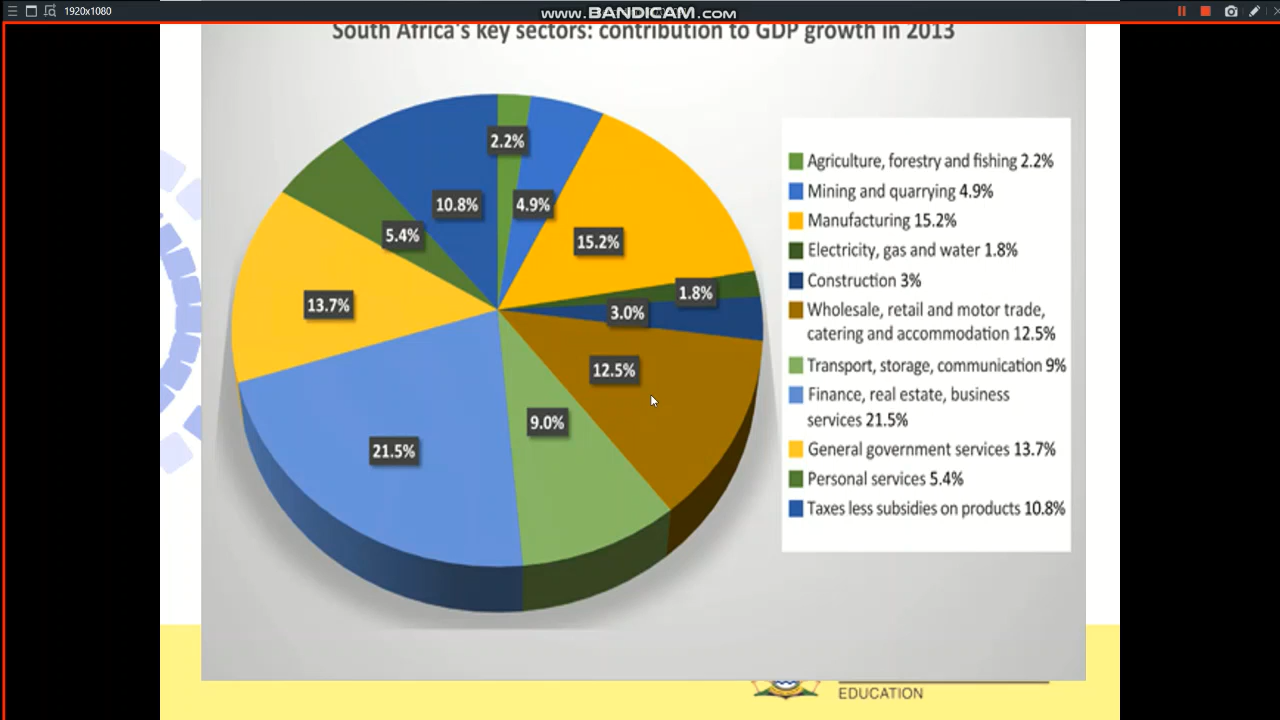 1920x1080
www.BANDICAM.com
South Africa's key sectors: contribution to GDP growth in 2013
2.2%
4.9%
10.8%
15.2%
5.4%
1.8%
13.7%
3.0%
12.5%
9.0%
21.5%
Agriculture, forestry and fishing 2.2%
Mining and quarrying 4.9%
Manufacturing 15.2%
Electricity, gas and water 1.8%
Construction 3%
Wholesale, retail and motor trade,
catering and accommodation 12.5%
Transport, storage, communication 9%
Finance, real estate, business
services 21.5%
General government services 13.7%
Personal services 5.4%
Taxes less subsidies on products 10.8%
EDUCATION